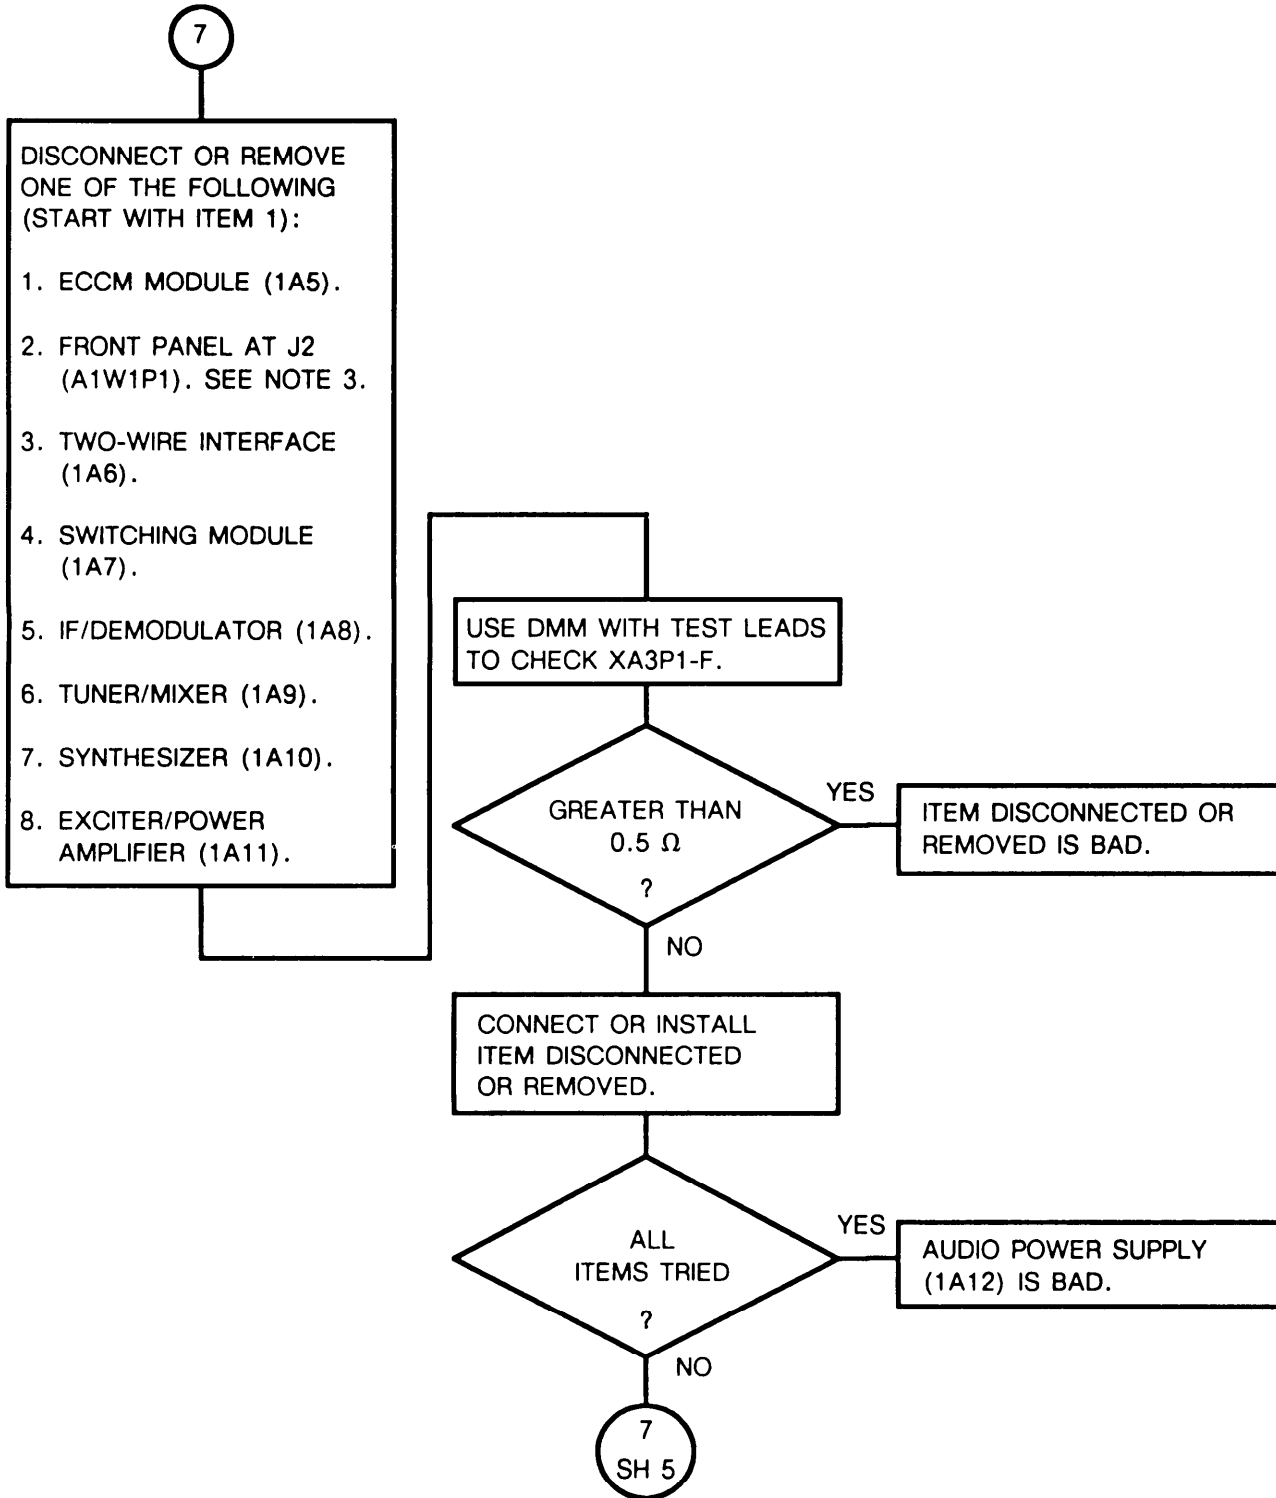 7
DISCONNECT OR REMOVE
ONE OF THE FOLLOWING
(START WITH ITEM 1):
1. ECCM MODULE (1A5).
2. FRONT PANEL AT J2
(A1W1P1). SEE NOTE 3.
3. TWO-WIRE INTERFACE
(1A6).
4. SWITCHING MODULE
(1A7).
5. IF/DEMODULATOR (1A8).
6. TUNER/MIXER (1A9).
7. SYNTHESIZER (1A10).
8. EXCITER/POWER
AMPLIFIER (1A11).
USE DMM WITH TEST LEADS
TO CHECK XA3P1-F.
GREATER THAN
0.5 Ω
?
YES
ITEM DISCONNECTED OR
REMOVED IS BAD.
NO
CONNECT OR INSTALL
ITEM DISCONNECTED
OR REMOVED.
ALL
ITEMS TRIED
?
YES
AUDIO POWER SUPPLY
(1A12) IS BAD.
NO
7
SH 5